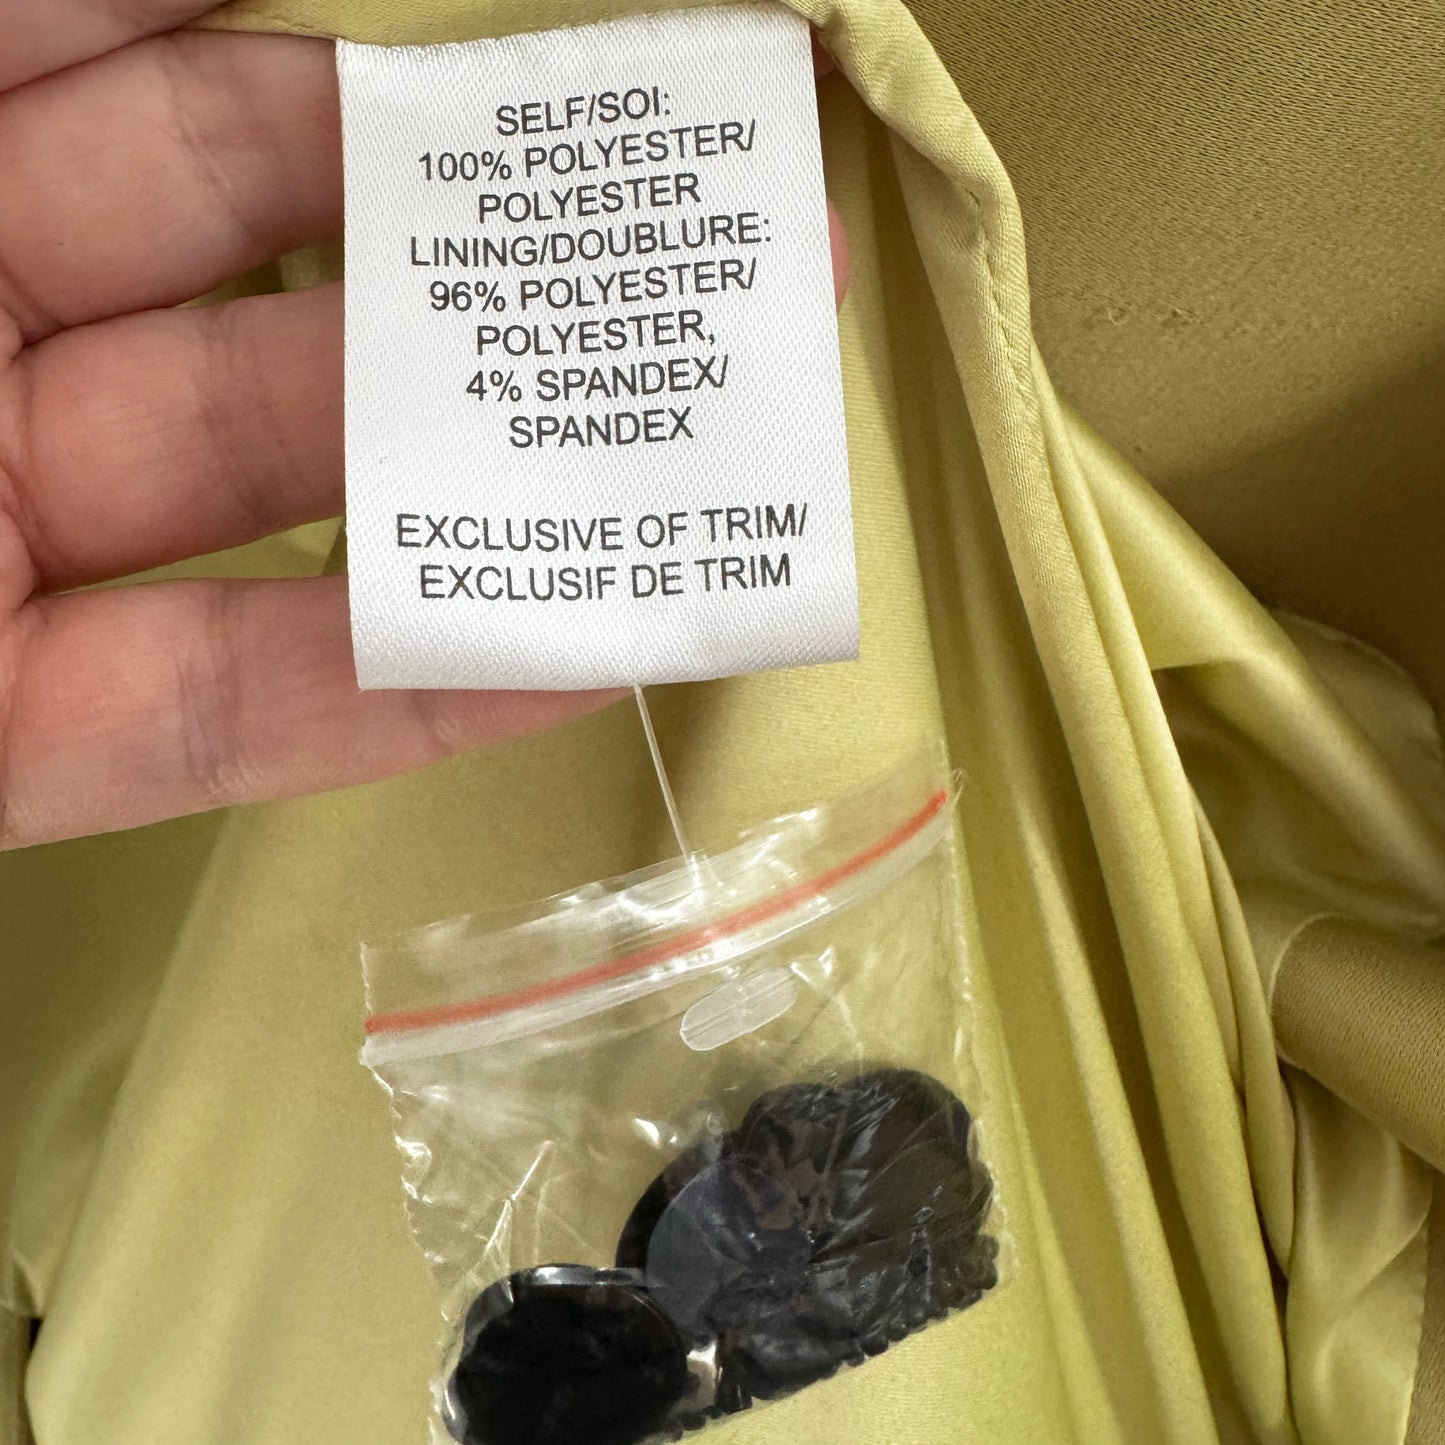 SELF/SOI:
100% POLYESTER/
POLYESTER
LINING/DOUBLURE:
96% POLYESTER/
POLYESTER,
4% SPANDEX/
SPANDEX
EXCLUSIVE OF TRIM/
EXCLUSIF DE TRIM